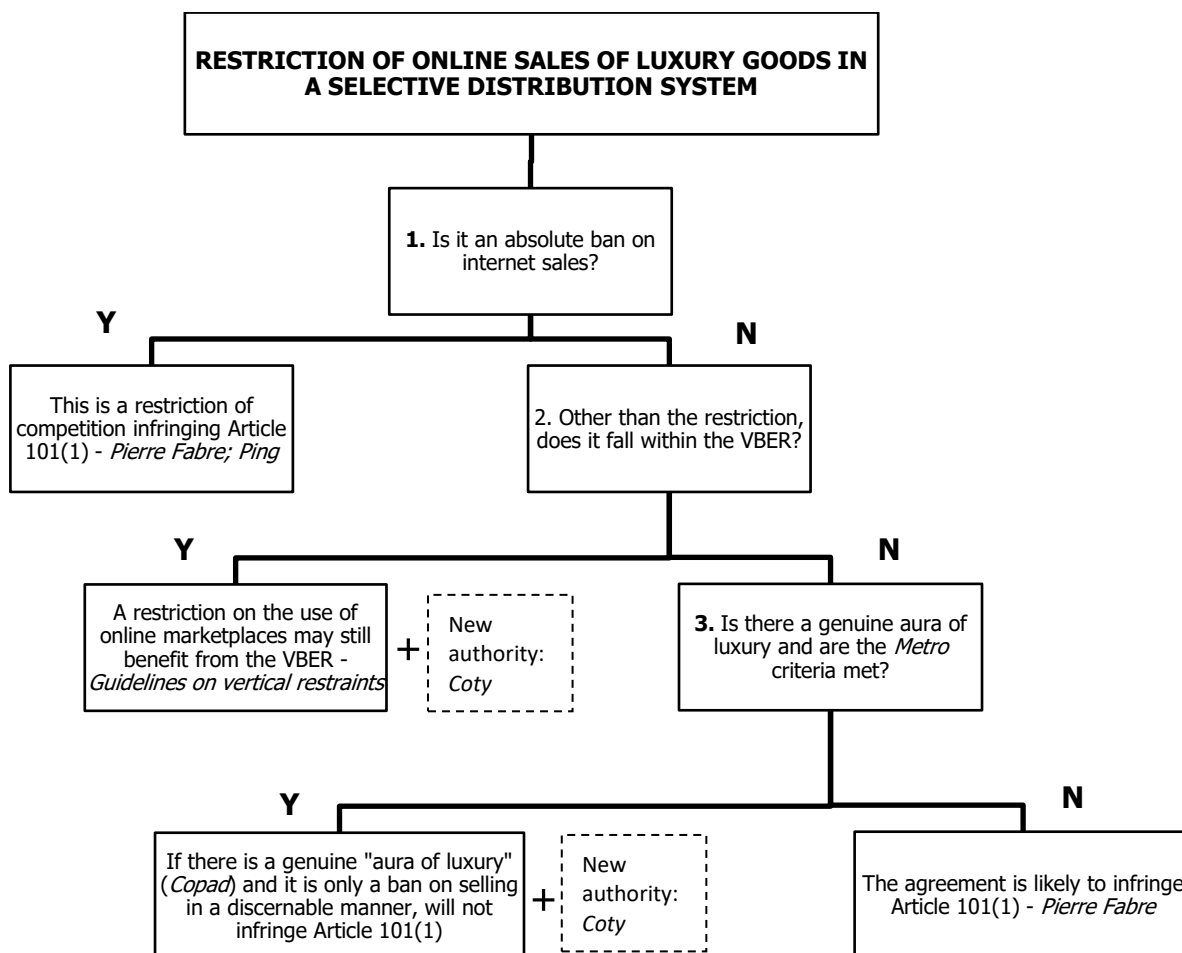 RESTRICTION OF ONLINE SALES OF LUXURY GOODS IN
A SELECTIVE DISTRIBUTION SYSTEM
1. Is it an absolute ban on
internet sales?
Y
N
This is a restriction of
competition infringing Article
101(1) - Pierre Fabre; Ping
2. Other than the restriction,
does it fall within the VBER?
Y
N
A restriction on the use of
online marketplaces may still
benefit from the VBER -
Guidelines on vertical restraints
+
New
authority:
Coty
3. Is there a genuine aura of
luxury and are the Metro
criteria met?
Y
N
If there is a genuine "aura of luxury"
(Copad) and it is only a ban on selling
in a discernable manner, will not
infringe Article 101(1)
+
New
authority:
Coty
The agreement is likely to infringe
Article 101(1) - Pierre Fabre